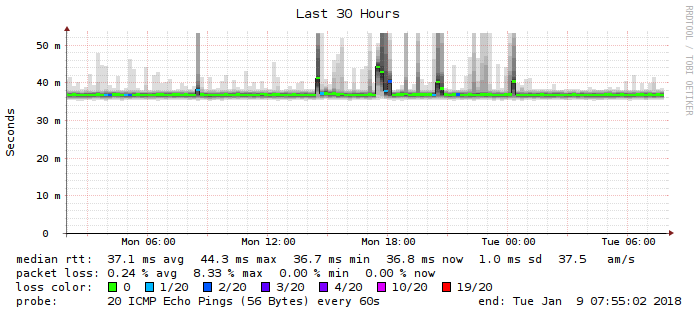 Last 30 Hours
RRDTOOL / TOBI OETIKER
Seconds
50 m
40 m
30 m
20 m
10 m
0
Mon 06:00 Mon 12:00 Mon 18:00 Tue 00:00 Tue 06:00
median rtt: 37.1 ms avg 44.3 ms max 36.7 ms min 36.8 ms now 1.0 ms sd 37.5 am/s
packet loss: 0.24 % avg 8.33 % max 0.00 % min 0.00 % now
loss color: 0 1/20 2/20 3/20 4/20 10/20 19/20
probe: 20 ICMP Echo Pings (56 Bytes) every 60s end: Tue Jan 9 07:55:02 2018